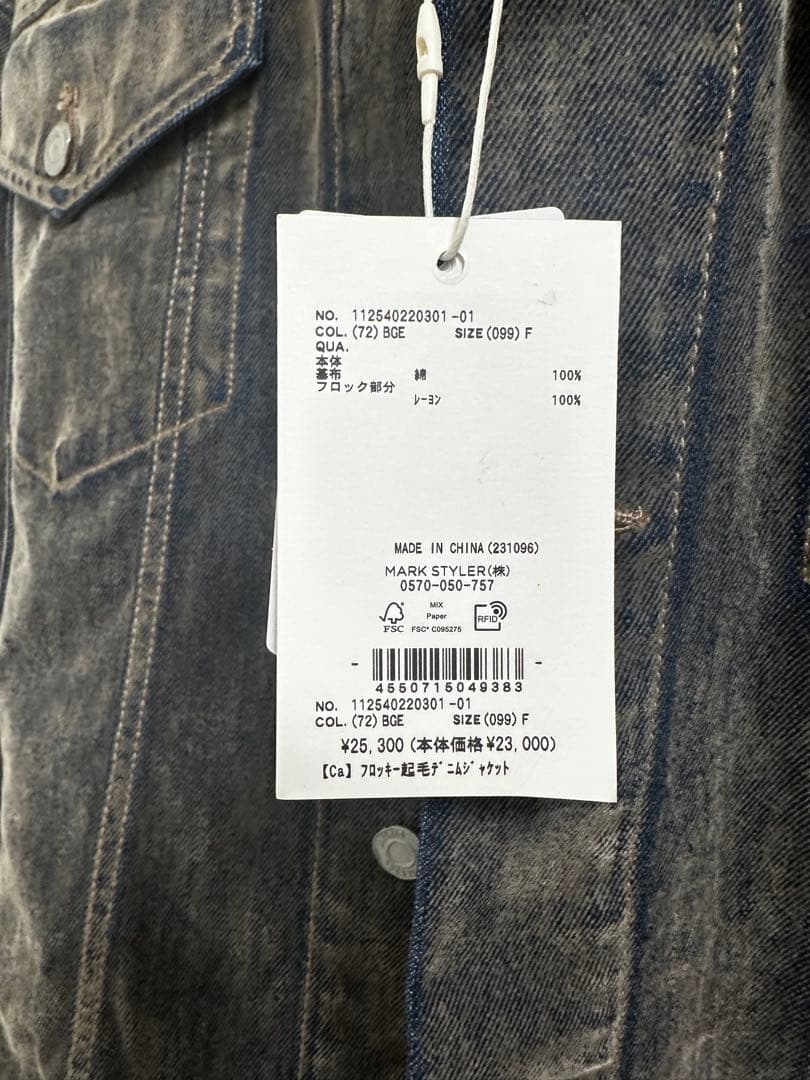 NO. 112540220301-01
COL.(72)BGE SIZE(099)F
QUA.
本体
基布 綿 100%
フロック部分
ﾚｰﾖﾝ 100%
MADE IN CHINA(231096)
MARK STYLER(株)
0570-050-757
FSC
MIX
Paper
FSC® C095275
RFID
4550715049383
NO. 112540220301-01
COL.(72)BGE SIZE(099)F
¥25,300(本体価格¥23,000)
【Ca】ﾌﾛｯｷｰ起毛ﾃﾞﾆﾑｼﾞｬｹｯﾄ